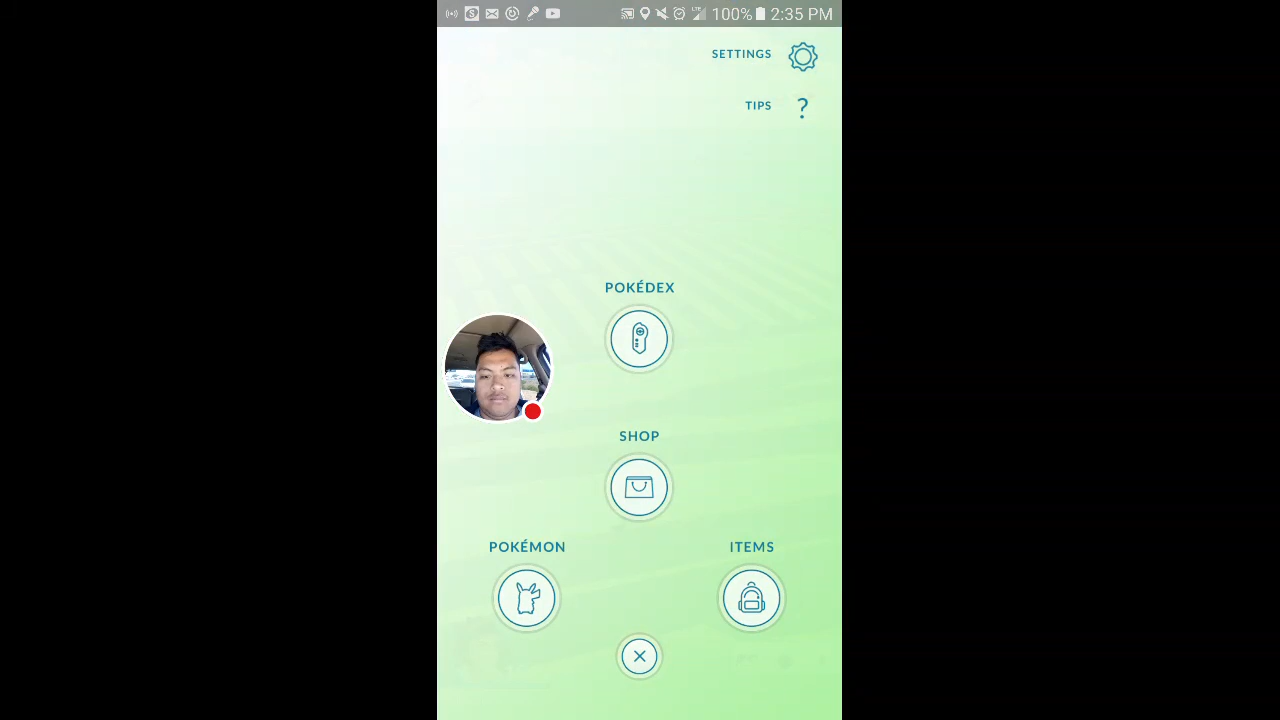 100% 2:35 PM
SETTINGS
TIPS ?
POKÉDEX
SHOP
POKÉMON
ITEMS